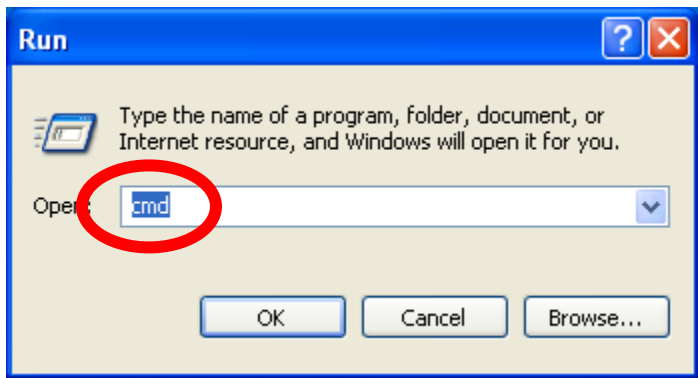 Run
Type the name of a program, folder, document, or
Internet resource, and Windows will open it for you.
Open: cmd
OK Cancel Browse...